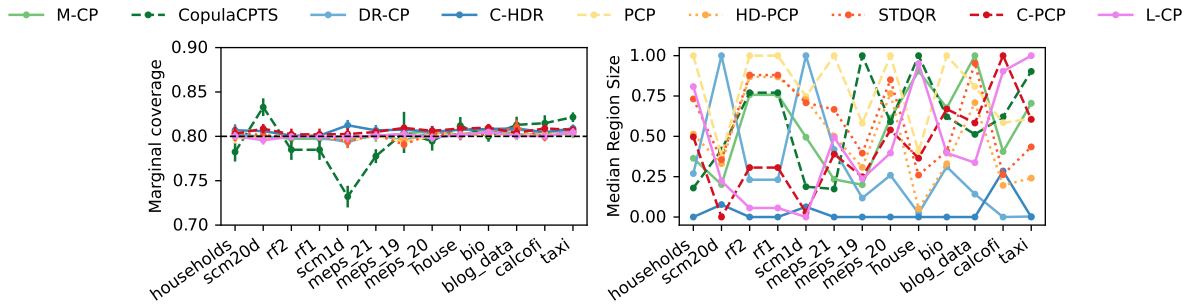 M-CP CopulaCPTS DR-CP C-HDR PCP HD-PCP STDQR C-PCP L-CP
Marginal coverage
0.90
0.85
0.80
0.75
0.70
households scm20d rf2 rf1 scm1d meps_21 meps_19 meps_20 house bio blog_data calcofi taxi
Median Region Size
1.00
0.75
0.50
0.25
0.00
households scm20d rf2 rf1 scm1d meps_21 meps_19 meps_20 house bio blog_data calcofi taxi